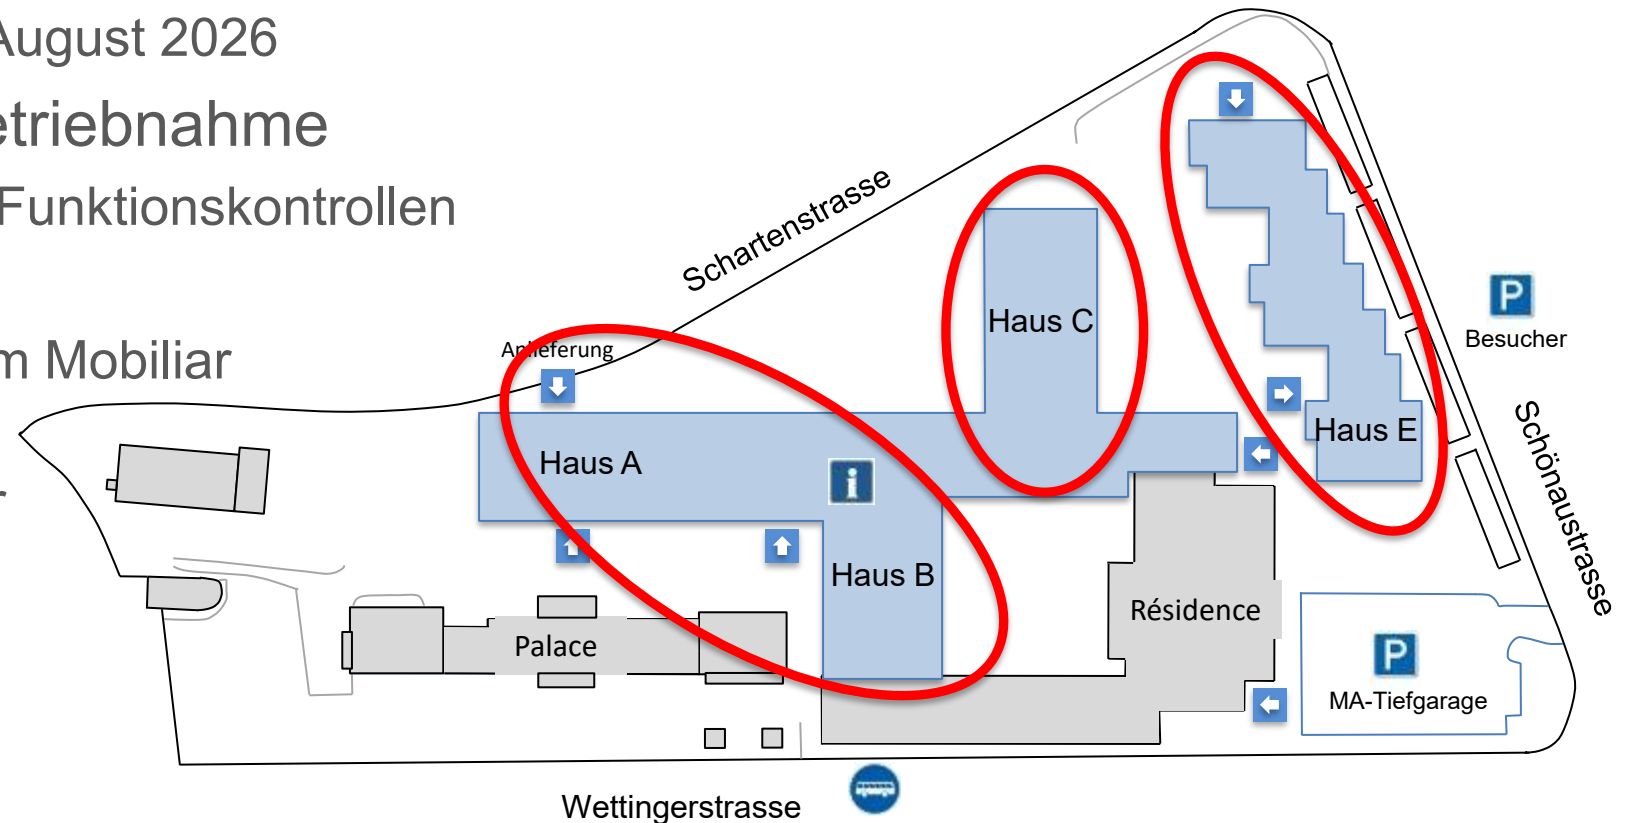 August 2026
etriebnahme
Funktionskontrollen
m Mobiliar
Schartenstrasse
Anlieferung
Haus C
P
Besucher
Haus A
i
Haus E
Schönaustrasse
Haus B
Résidence
Palace
P
MA-Tiefgarage
Wettingerstrasse